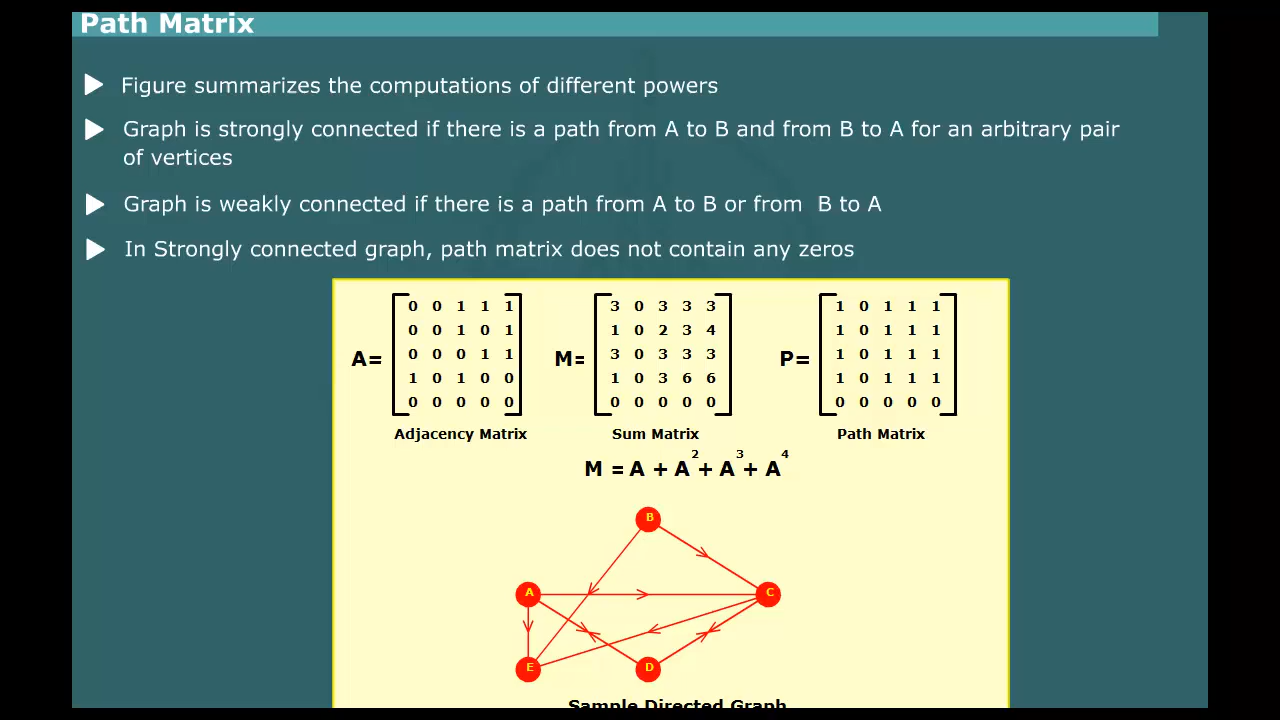 Path Matrix
Figure summarizes the computations of different powers
Graph is strongly connected if there is a path from A to B and from B to A for an arbitrary pair
of vertices
Graph is weakly connected if there is a path from A to B or from B to A
In Strongly connected graph, path matrix does not contain any zeros
A=
0 0 1 1 1
0 0 1 0 1
0 0 0 1 1
1 0 1 0 0
0 0 0 0 0
Adjacency Matrix
M=
3 0 3 3 3
1 0 2 3 4
3 0 3 3 3
1 0 3 6 6
0 0 0 0 0
Sum Matrix
P=
1 0 1 1 1
1 0 1 1 1
1 0 1 1 1
1 0 1 1 1
0 0 0 0 0
Path Matrix
M = A + A² + A³ + A⁴
B
A
C
E
D
Sample Directed Graph